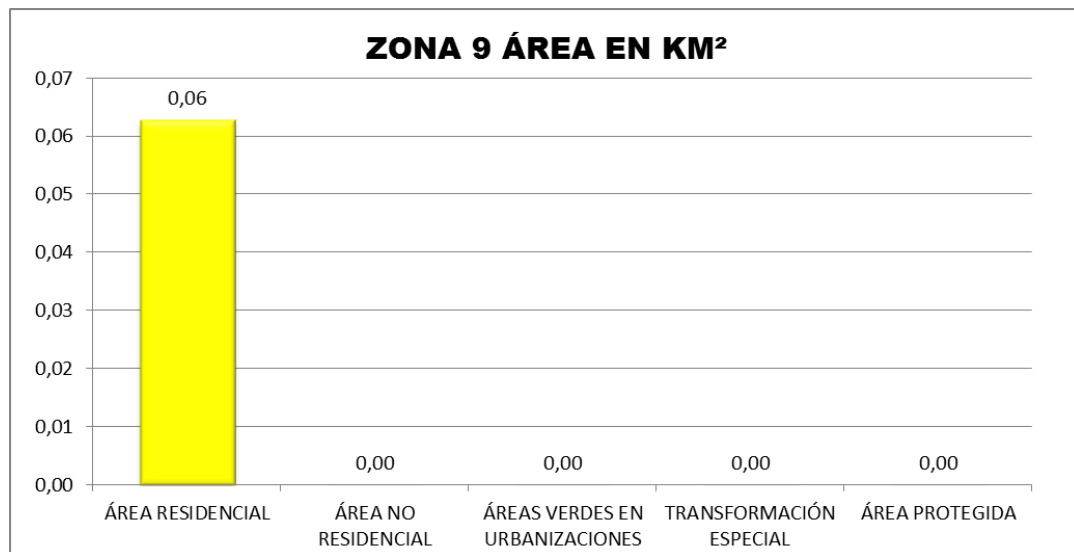 ZONA 9 ÁREA EN KM²
0,07
0,06
0,05
0,04
0,03
0,02
0,01
0,00
0,06
0,00
0,00
0,00
0,00
ÁREA RESIDENCIAL
ÁREA NO
RESIDENCIAL
ÁREAS VERDES EN
URBANIZACIONES
TRANSFORMACIÓN
ESPECIAL
ÁREA PROTEGIDA